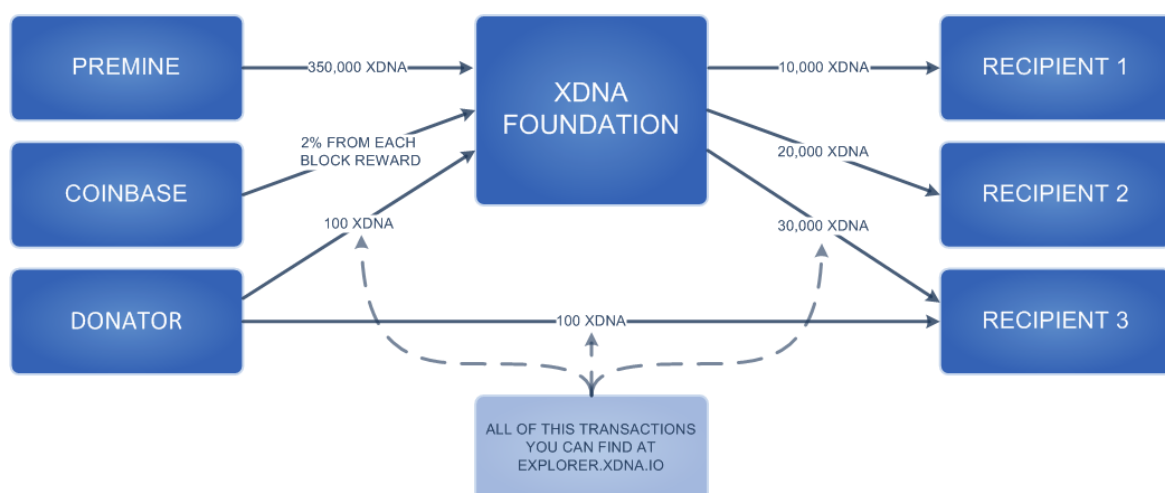 PREMINE
350,000 XDNA
XDNA
FOUNDATION
10,000 XDNA
RECIPIENT 1
COINBASE
2% FROM EACH
BLOCK REWARD
20,000 XDNA
RECIPIENT 2
100 XDNA
30,000 XDNA
DONATOR
100 XDNA
RECIPIENT 3
ALL OF THIS TRANSACTIONS
YOU CAN FIND AT
EXPLORER.XDNA.IO